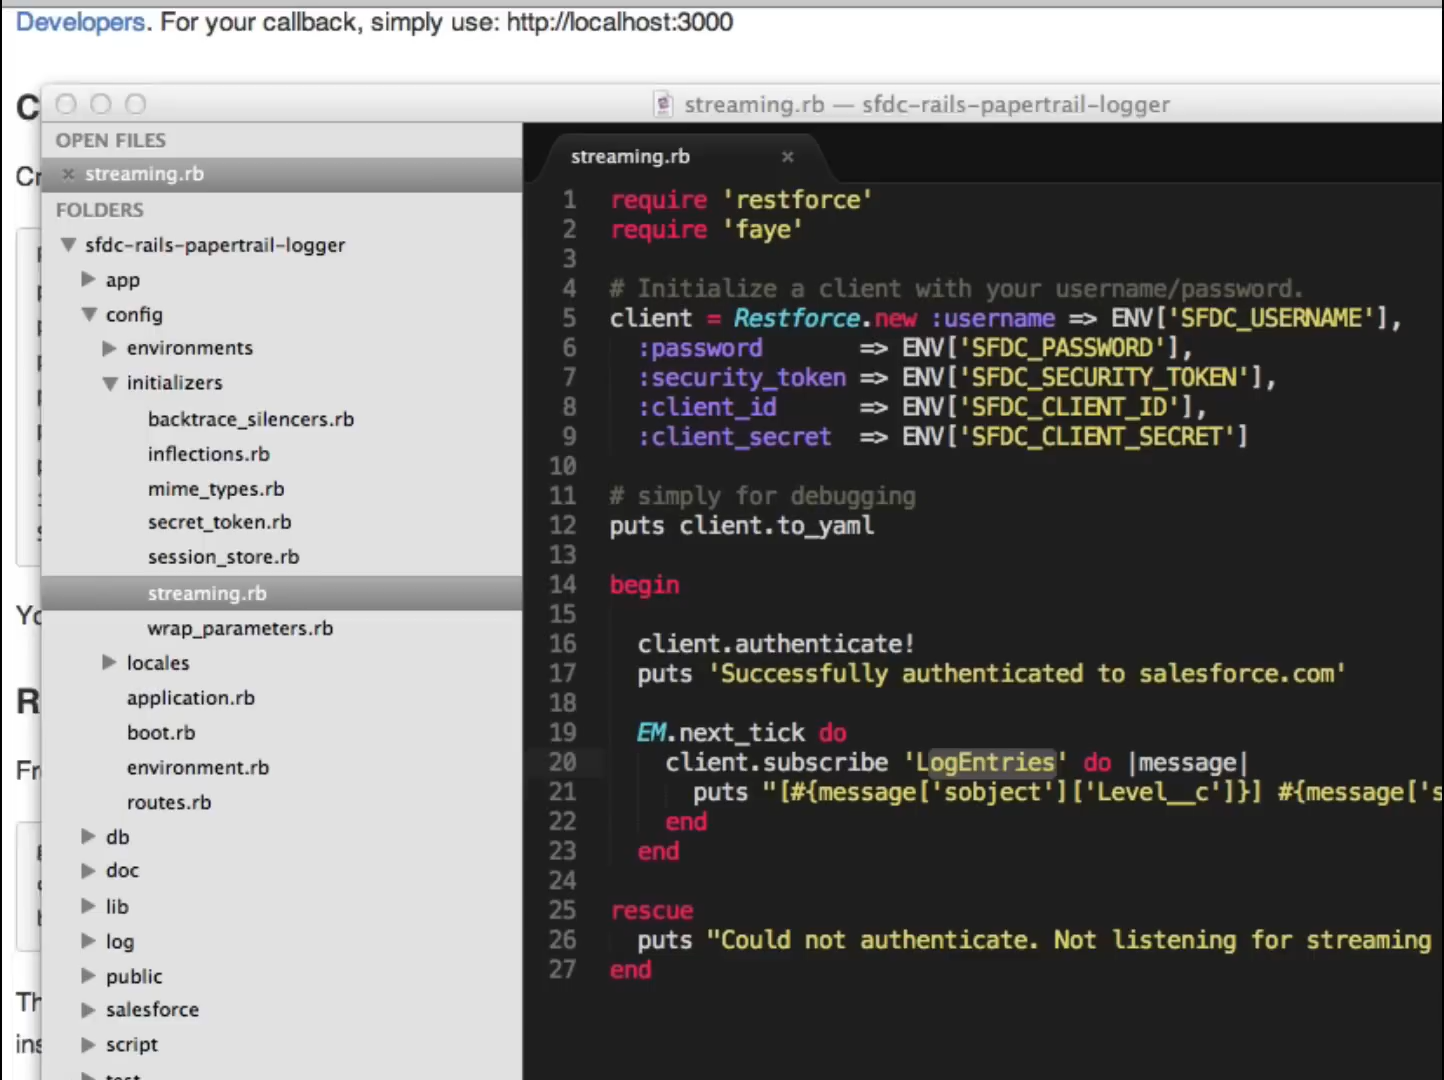 Developers. For your callback, simply use: http://localhost:3000
streaming.rb — sfdc-rails-papertrail-logger
OPEN FILES
streaming.rb
FOLDERS
sfdc-rails-papertrail-logger
app
config
environments
initializers
backtrace_silencers.rb
inflections.rb
mime_types.rb
secret_token.rb
session_store.rb
streaming.rb
wrap_parameters.rb
locales
application.rb
boot.rb
environment.rb
routes.rb
db
doc
lib
log
public
salesforce
script
test
streaming.rb
1 require 'restforce'
2 require 'faye'
3
4 # Initialize a client with your username/password.
5 client = Restforce.new :username => ENV['SFDC_USERNAME'],
6 :password => ENV['SFDC_PASSWORD'],
7 :security_token => ENV['SFDC_SECURITY_TOKEN'],
8 :client_id => ENV['SFDC_CLIENT_ID'],
9 :client_secret => ENV['SFDC_CLIENT_SECRET']
10
11 # simply for debugging
12 puts client.to_yaml
13
14 begin
15
16 client.authenticate!
17 puts 'Successfully authenticated to salesforce.com'
18
19 EM.next_tick do
20 client.subscribe 'LogEntries' do |message|
21 puts "[#{message['sobject']['Level__c']}] #{message['s
22 end
23 end
24
25 rescue
26 puts "Could not authenticate. Not listening for streaming
27 end